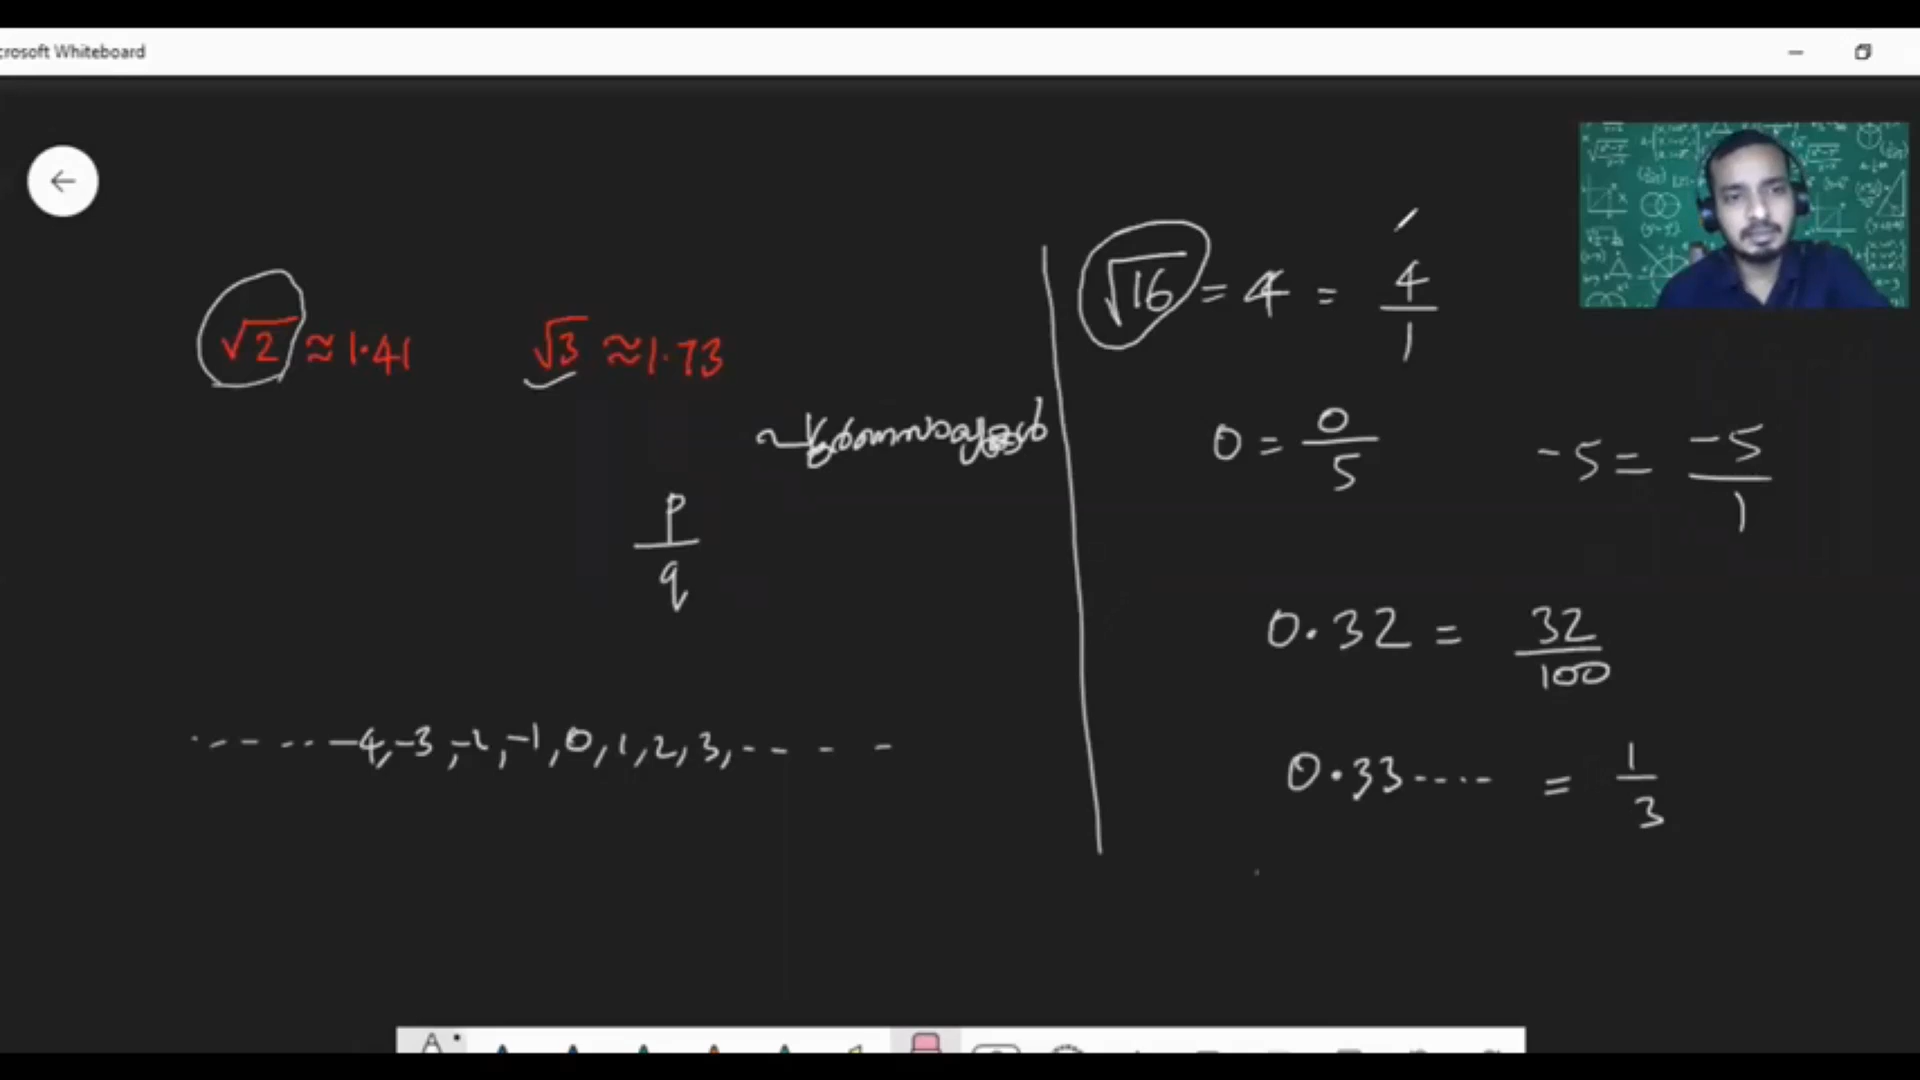 crosoft Whiteboard
√2 ≈ 1.41
√3 ≈ 1.73
p/q
...... -4, -3, -2, -1, 0, 1, 2, 3, ....
√16 = 4 = 4/1
0 = 0/5
-5 = -5/1
0.32 = 32/100
0.33.... = 1/3